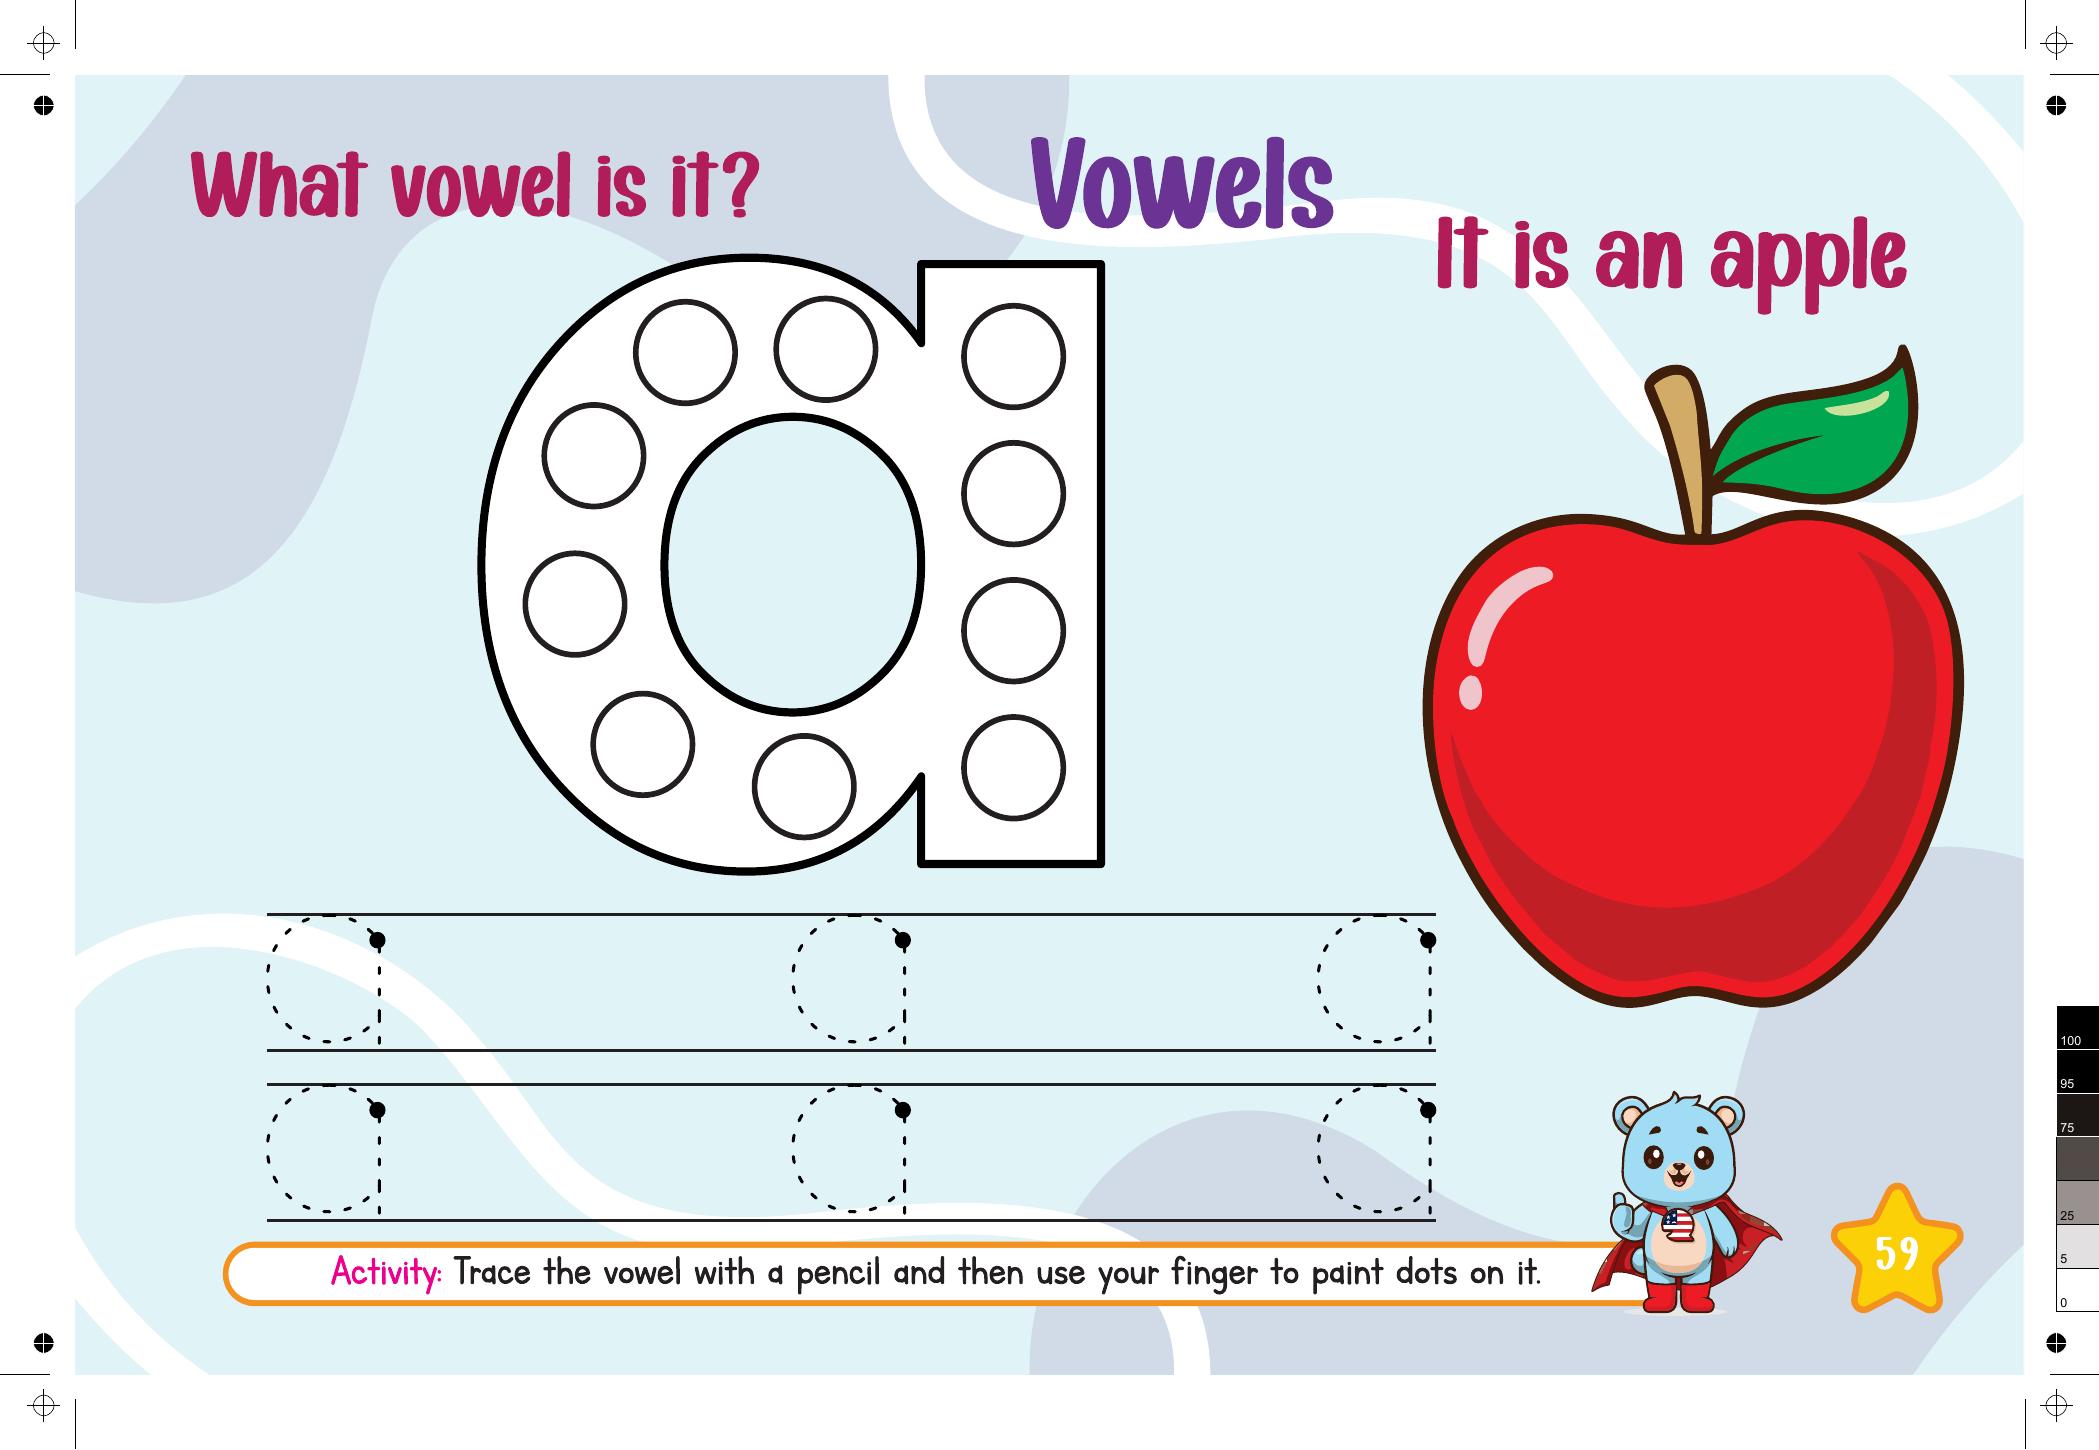 What vowel is it?
Vowels
It is an apple
a
a a a
a a a
Activity: Trace the vowel with a pencil and then use your finger to paint dots on it.
59
100
95
75
25
5
0